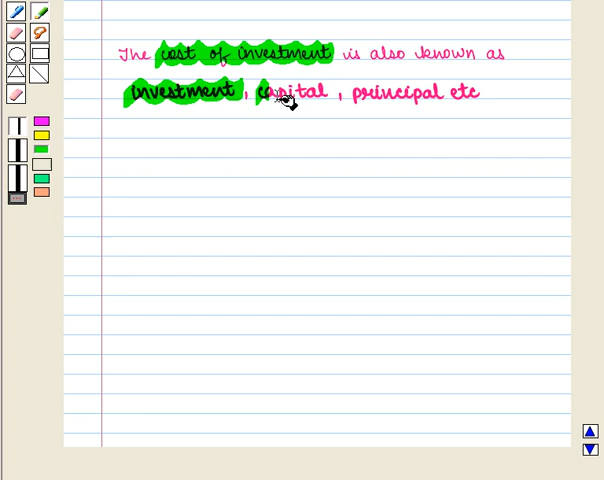 The cost of investment is also known as
investment, capital, principal etc